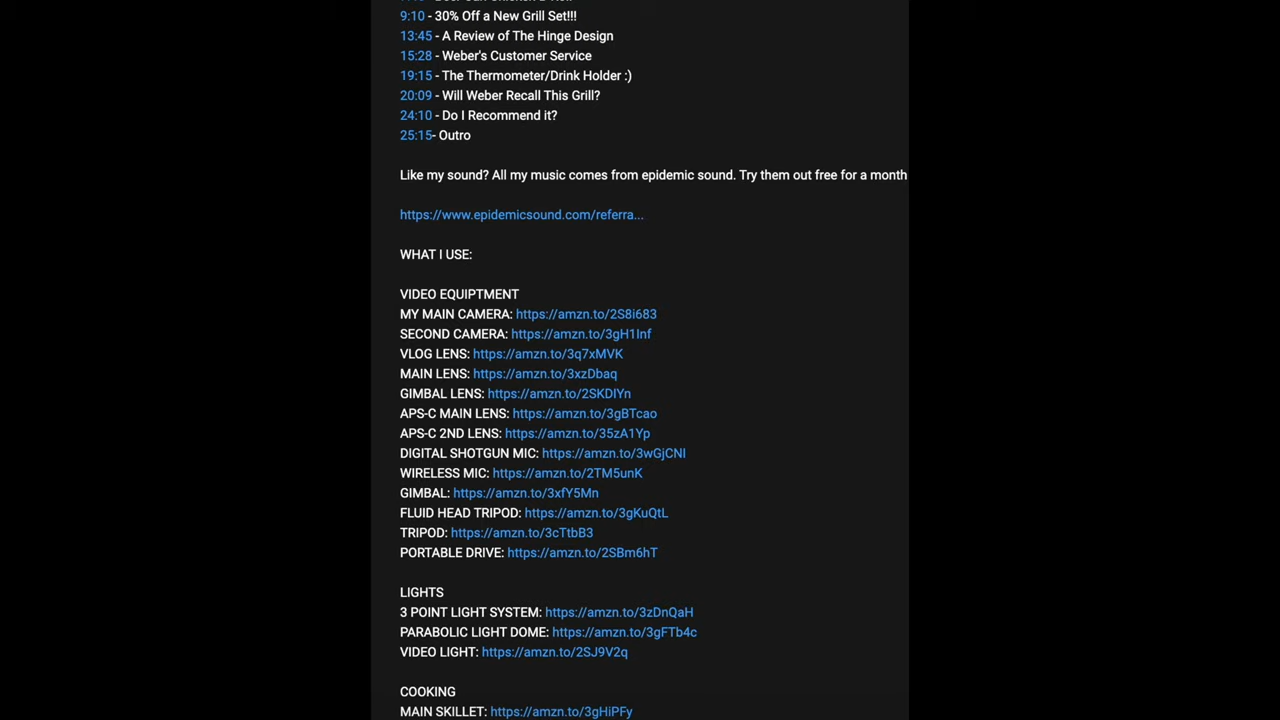 9:10 - 30% Off a New Grill Set!!!
13:45 - A Review of The Hinge Design
15:28 - Weber's Customer Service
19:15 - The Thermometer/Drink Holder :)
20:09 - Will Weber Recall This Grill?
24:10 - Do I Recommend it?
25:15- Outro
Like my sound? All my music comes from epidemic sound. Try them out free for a month
https://www.epidemicsound.com/referra...
WHAT I USE:
VIDEO EQUIPTMENT
MY MAIN CAMERA: https://amzn.to/2S8i683
SECOND CAMERA: https://amzn.to/3gH1Inf
VLOG LENS: https://amzn.to/3q7xMVK
MAIN LENS: https://amzn.to/3xzDbaq
GIMBAL LENS: https://amzn.to/2SKDIYn
APS-C MAIN LENS: https://amzn.to/3gBTcao
APS-C 2ND LENS: https://amzn.to/35zA1Yp
DIGITAL SHOTGUN MIC: https://amzn.to/3wGjCNI
WIRELESS MIC: https://amzn.to/2TM5unK
GIMBAL: https://amzn.to/3xfY5Mn
FLUID HEAD TRIPOD: https://amzn.to/3gKuQtL
TRIPOD: https://amzn.to/3cTtbB3
PORTABLE DRIVE: https://amzn.to/2SBm6hT
LIGHTS
3 POINT LIGHT SYSTEM: https://amzn.to/3zDnQaH
PARABOLIC LIGHT DOME: https://amzn.to/3gFTb4c
VIDEO LIGHT: https://amzn.to/2SJ9V2q
COOKING
MAIN SKILLET: https://amzn.to/3gHiPFy